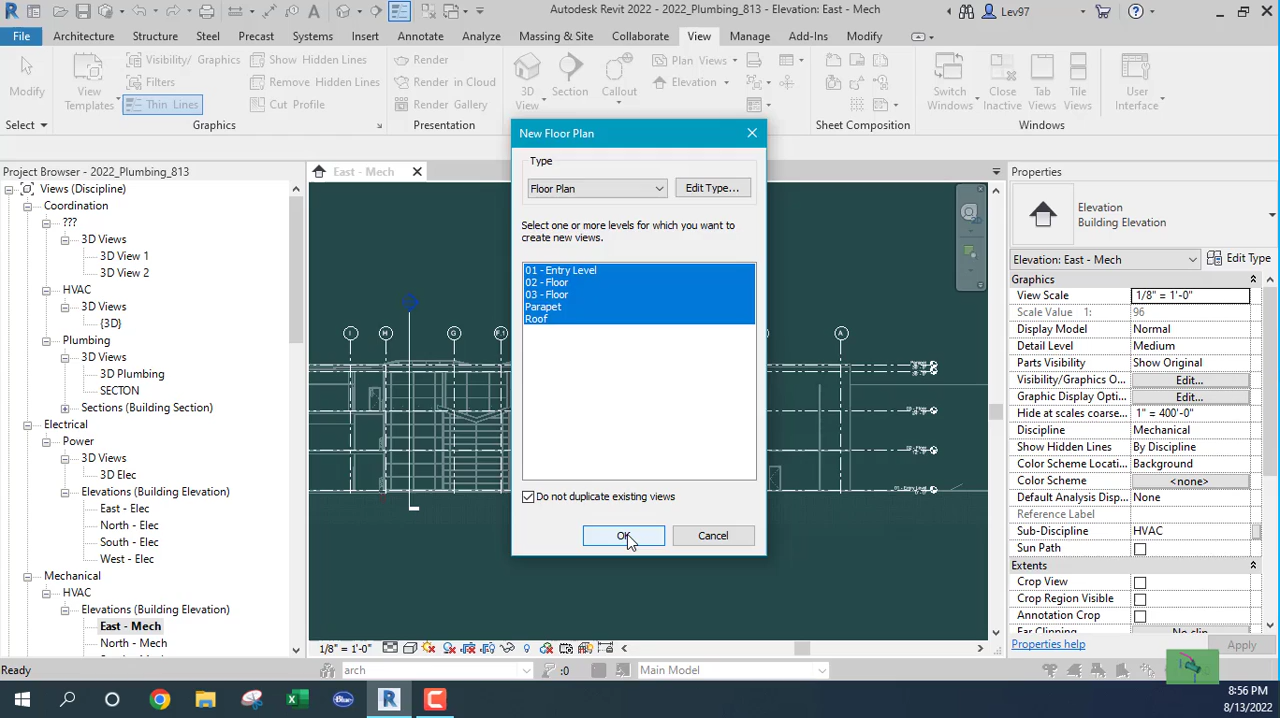 Autodesk Revit 2022 - 2022_Plumbing_813 - Elevation: East - Mech
Lev97
File
Architecture
Structure
Steel
Precast
Systems
Insert
Annotate
Analyze
Massing & Site
Collaborate
View
Manage
Add-Ins
Modify
Modify
View
Templates
Visibility/ Graphics
Filters
Thin Lines
Show Hidden Lines
Remove Hidden Lines
Cut Profile
Render
Render in Cloud
Render Gallery
3D
View
Section
Callout
Plan Views
Elevation
Switch
Windows
Close
Inactive
Tab
Views
Tile
Views
User
Interface
Select
Graphics
Presentation
Sheet Composition
Windows
Project Browser - 2022_Plumbing_813
Views (Discipline)
Coordination
???
3D Views
3D View 1
3D View 2
HVAC
3D Views
{3D}
Plumbing
3D Views
3D Plumbing
SECTON
Sections (Building Section)
Electrical
Power
3D Views
3D Elec
Elevations (Building Elevation)
East - Elec
North - Elec
South - Elec
West - Elec
Mechanical
HVAC
Elevations (Building Elevation)
East - Mech
North - Mech
East - Mech
I
H
G
F.1
A
New Floor Plan
Type
Floor Plan
Edit Type...
Select one or more levels for which you want to
create new views.
01 - Entry Level
02 - Floor
03 - Floor
Parapet
Roof
Do not duplicate existing views
OK
Cancel
Properties
Elevation
Building Elevation
Elevation: East - Mech
Edit Type
Graphics
View Scale
1/8" = 1'-0"
Scale Value 1:
96
Display Model
Normal
Detail Level
Medium
Parts Visibility
Show Original
Visibility/Graphics O...
Edit...
Graphic Display Opti...
Edit...
Hide at scales coarse...
1" = 400'-0"
Discipline
Mechanical
Show Hidden Lines
By Discipline
Color Scheme Locati...
Background
Color Scheme
<none>
Default Analysis Disp...
None
Reference Label
Sub-Discipline
HVAC
Sun Path
Extents
Crop View
Crop Region Visible
Annotation Crop
Far Clipping
No clip
Properties help
Apply
1/8" = 1'-0"
Ready
arch
:0
Main Model
8:56 PM
8/13/2022